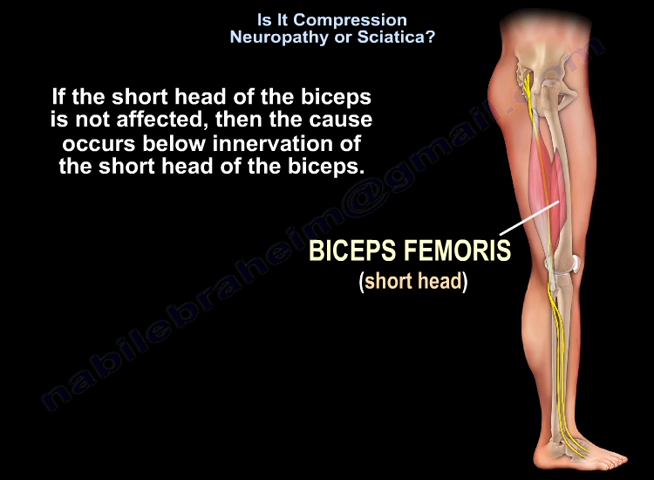 Is It Compression
Neuropathy or Sciatica?
If the short head of the biceps
is not affected, then the cause
occurs below innervation of
the short head of the biceps.
BICEPS FEMORIS
(short head)
nabilebraheim@gmail.com